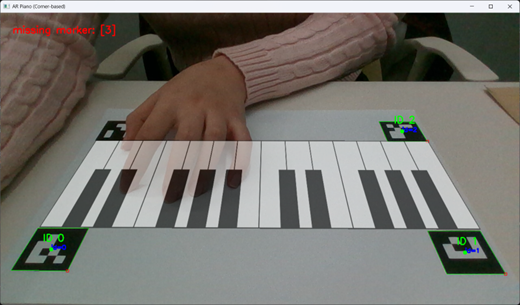 AR Piano (Corner-based)
missing marker: [3]
ID 2
ID 0
ID